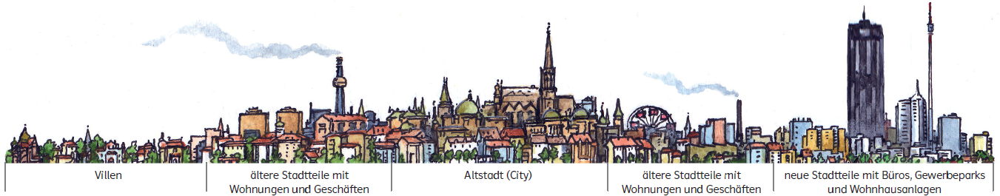 Villen
ältere Stadtteile mit
Wohnungen und Geschäften
Altstadt (City)
ältere Stadtteile mit
Wohnungen und Geschäften
neue Stadtteile mit Büros, Gewerbeparks
und Wohnhausanlagen